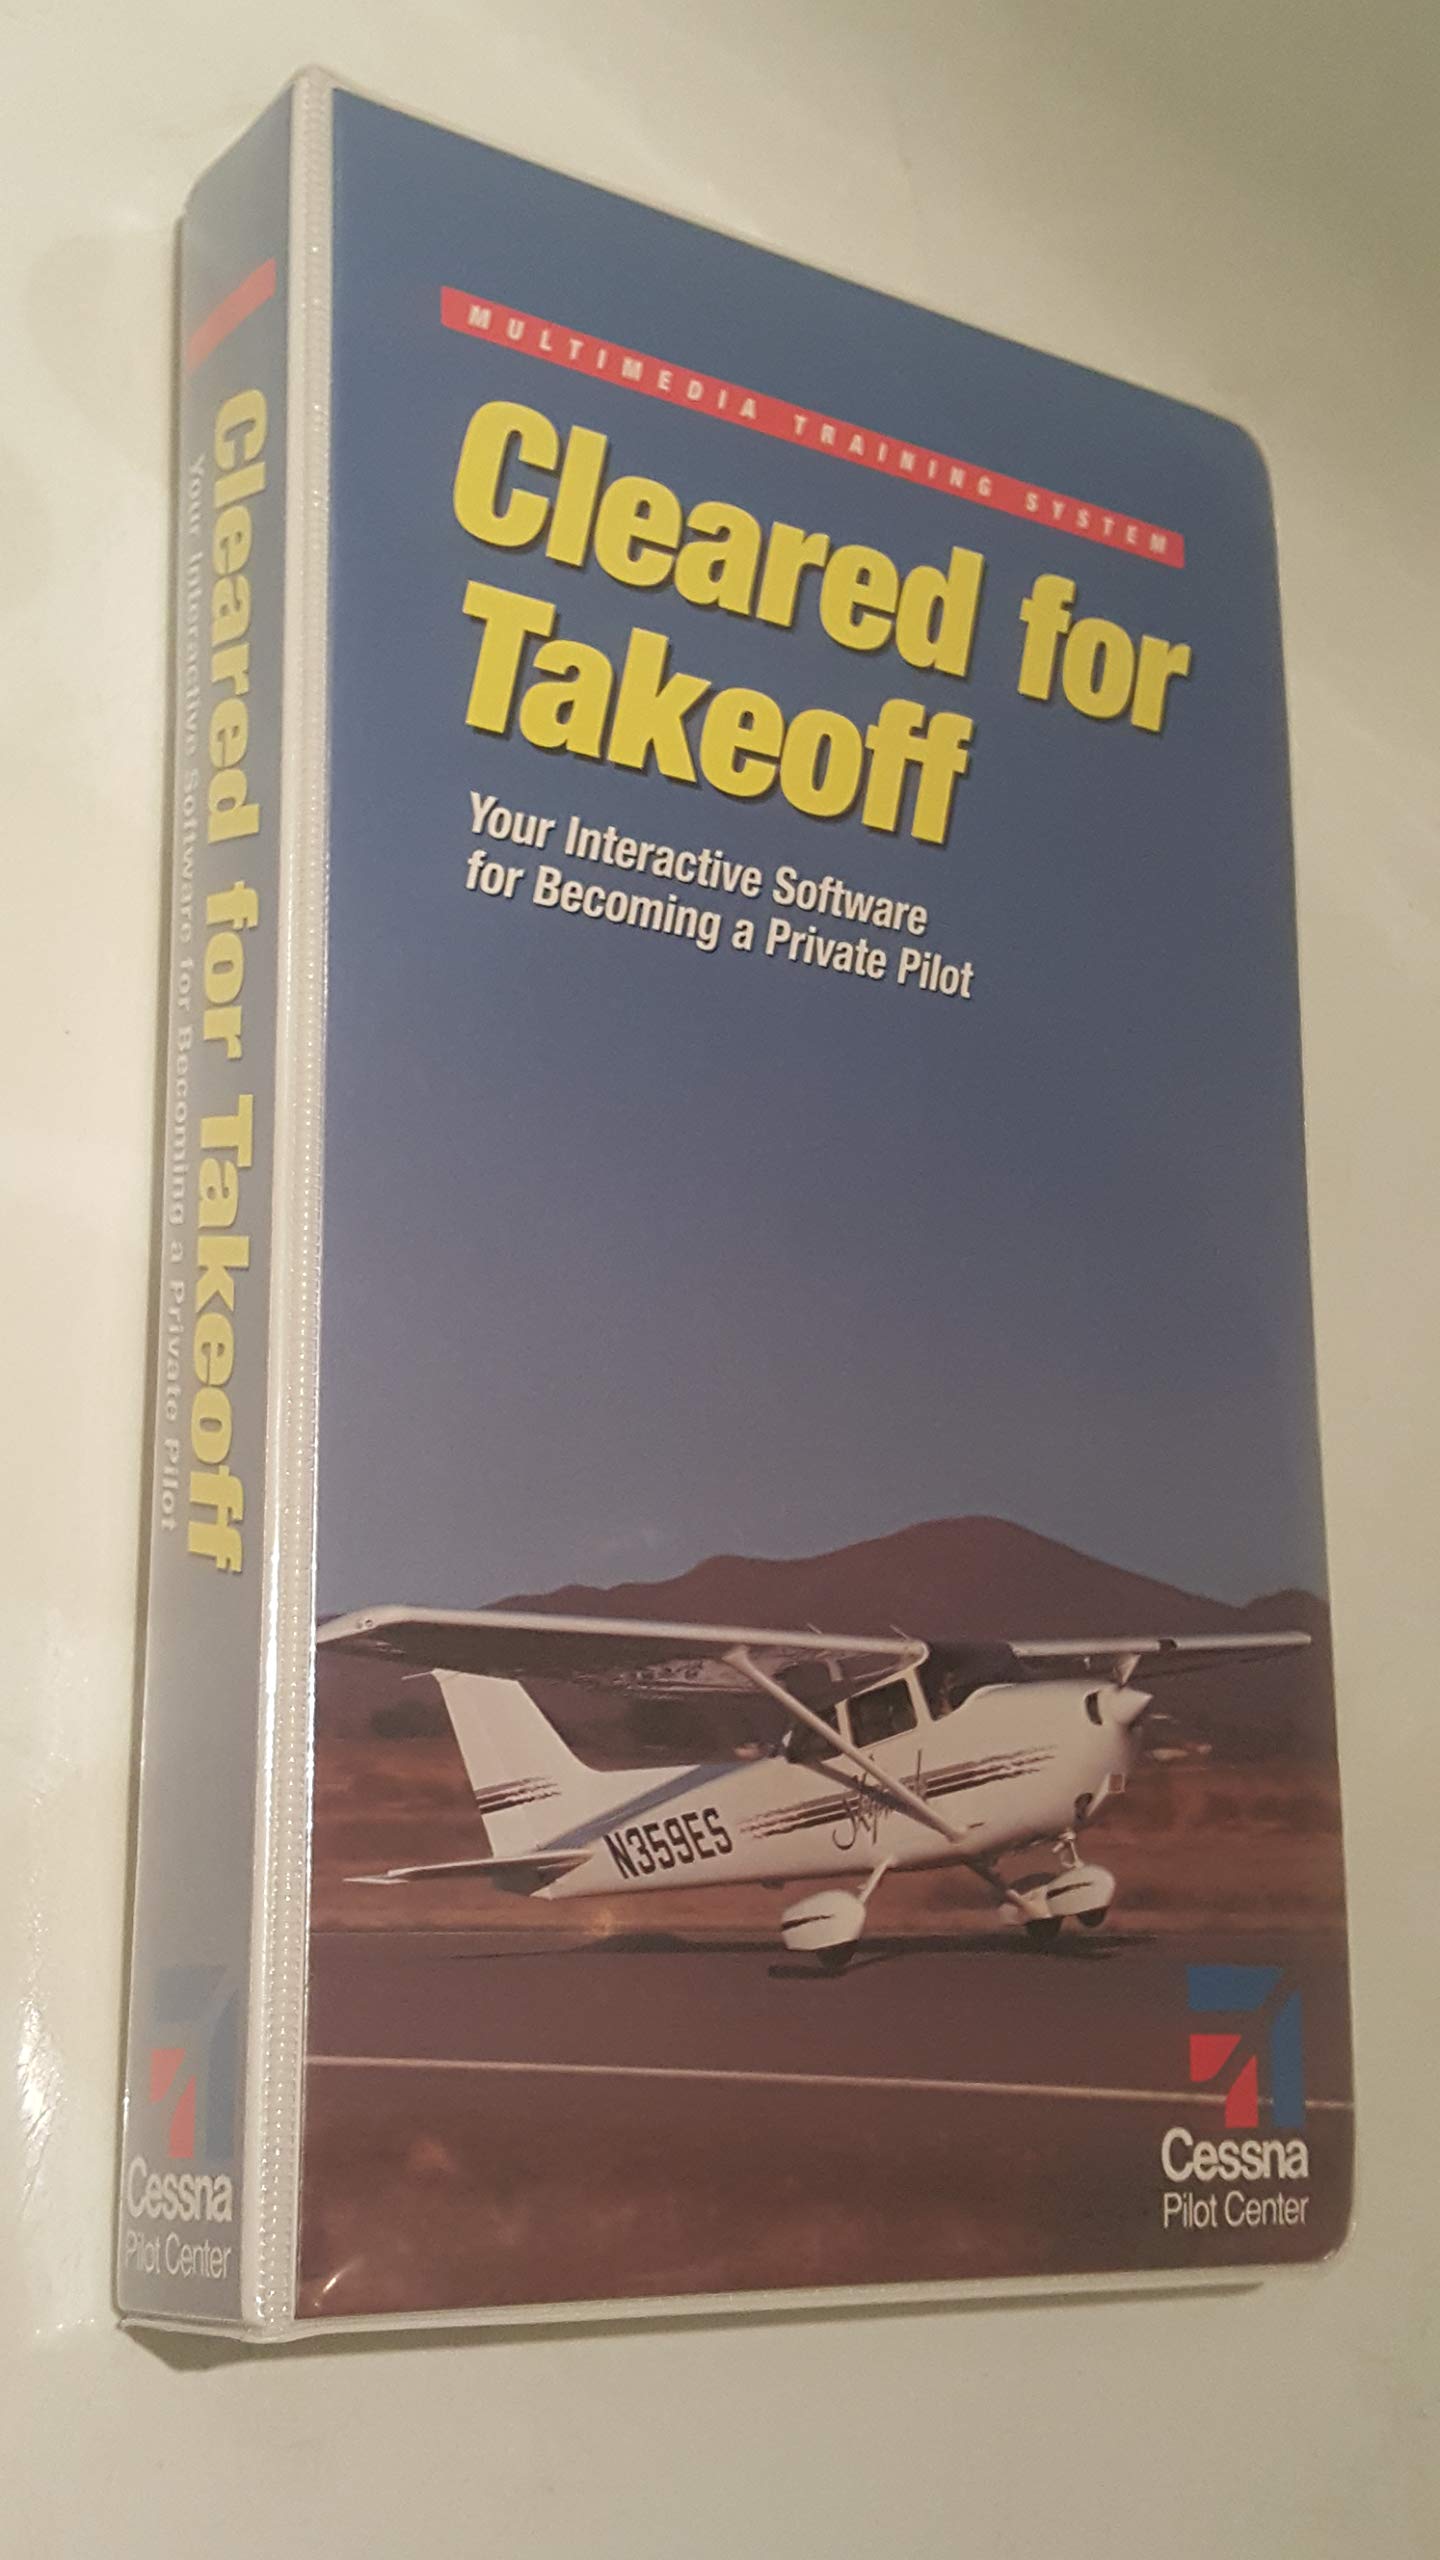 MULTIMEDIA TRAINING SYSTEM
Cleared for
Takeoff
Your Interactive Software
for Becoming a Private Pilot
N359ES
Skyhawk
Cessna
Pilot Center
Cleared for Takeoff
Your Interactive Software for Becoming a Private Pilot
Cessna
Pilot Center